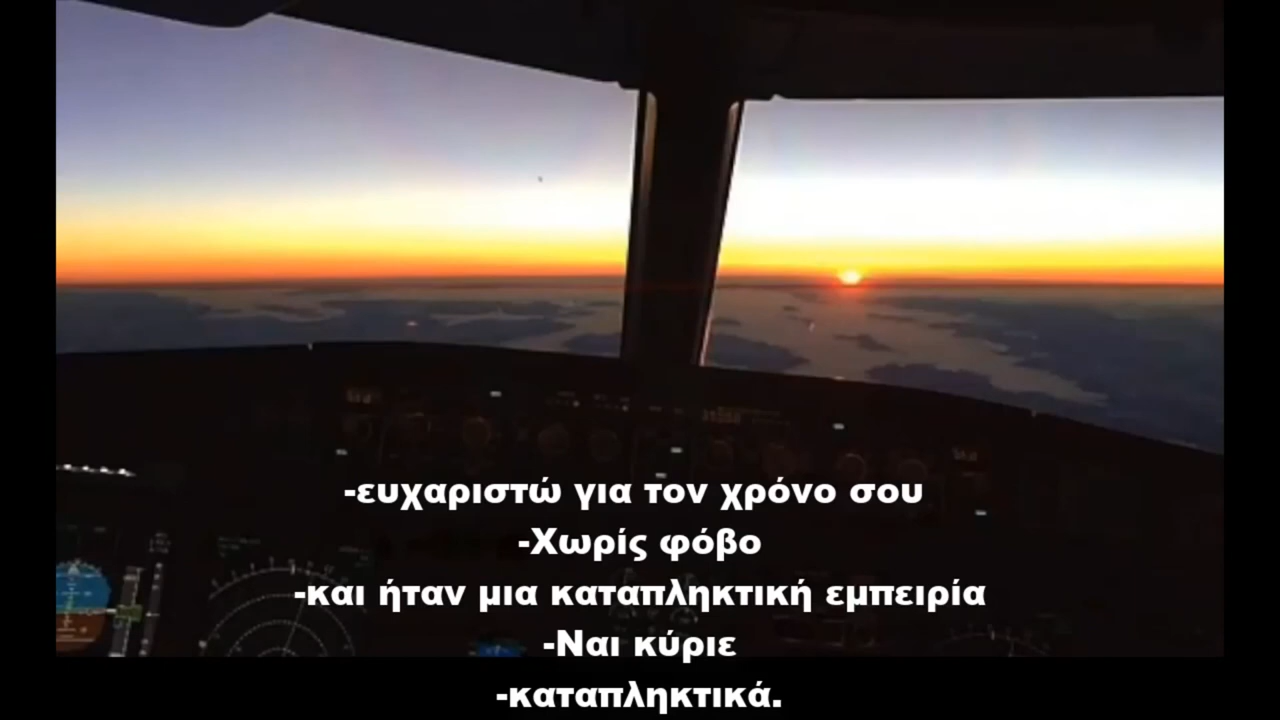 -ευχαριστώ για τον χρόνο σου
-Χωρίς φόβο
-και ήταν μια καταπληκτική εμπειρία
-Ναι κύριε
-καταπληκτικά.